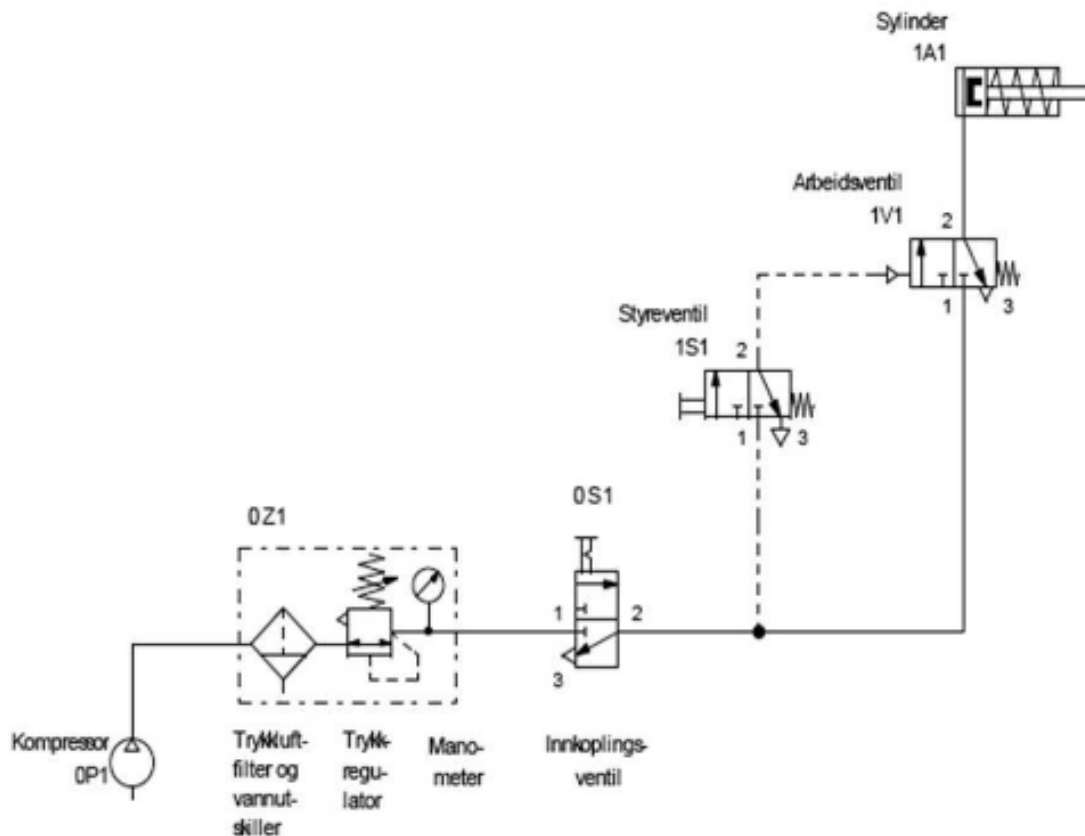 Sylinder
1A1
Arbeidsventil
1V1
2
1
3
Styreventil
1S1
2
1
3
0S1
0Z1
1
2
3
Kompressor
0P1
Trykkluft-
filter og
vannut-
skiller
Trykk-
regu-
lator
Mano-
meter
Innkoplings-
ventil